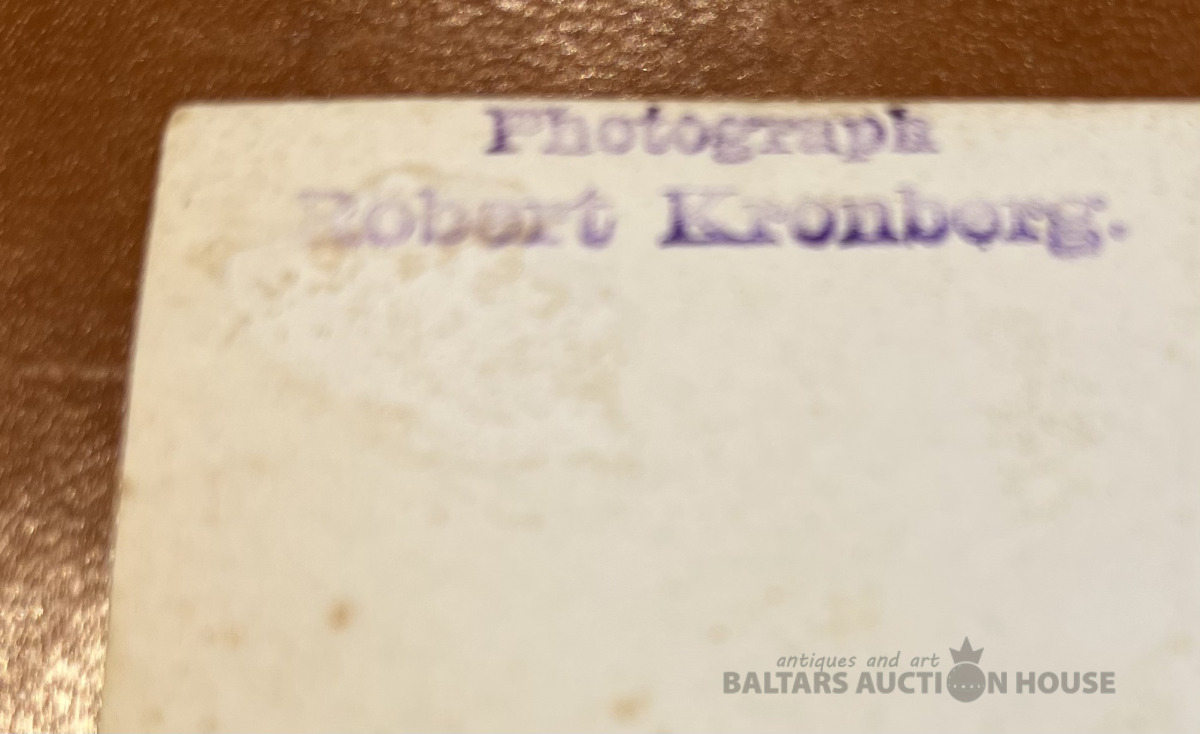 Photograph
Robert Kronberg.
antiques and art
BALTARS AUCTION HOUSE